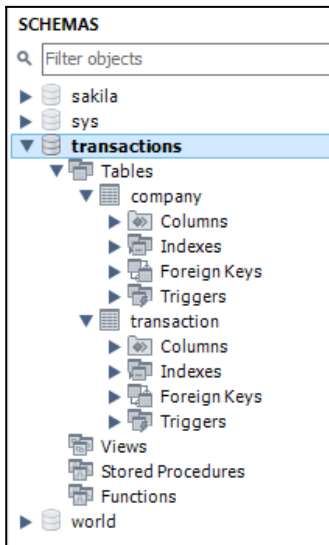 SCHEMAS
Filter objects
sakila
sys
transactions
Tables
company
Columns
Indexes
Foreign Keys
Triggers
transaction
Columns
Indexes
Foreign Keys
Triggers
Views
Stored Procedures
Functions
world